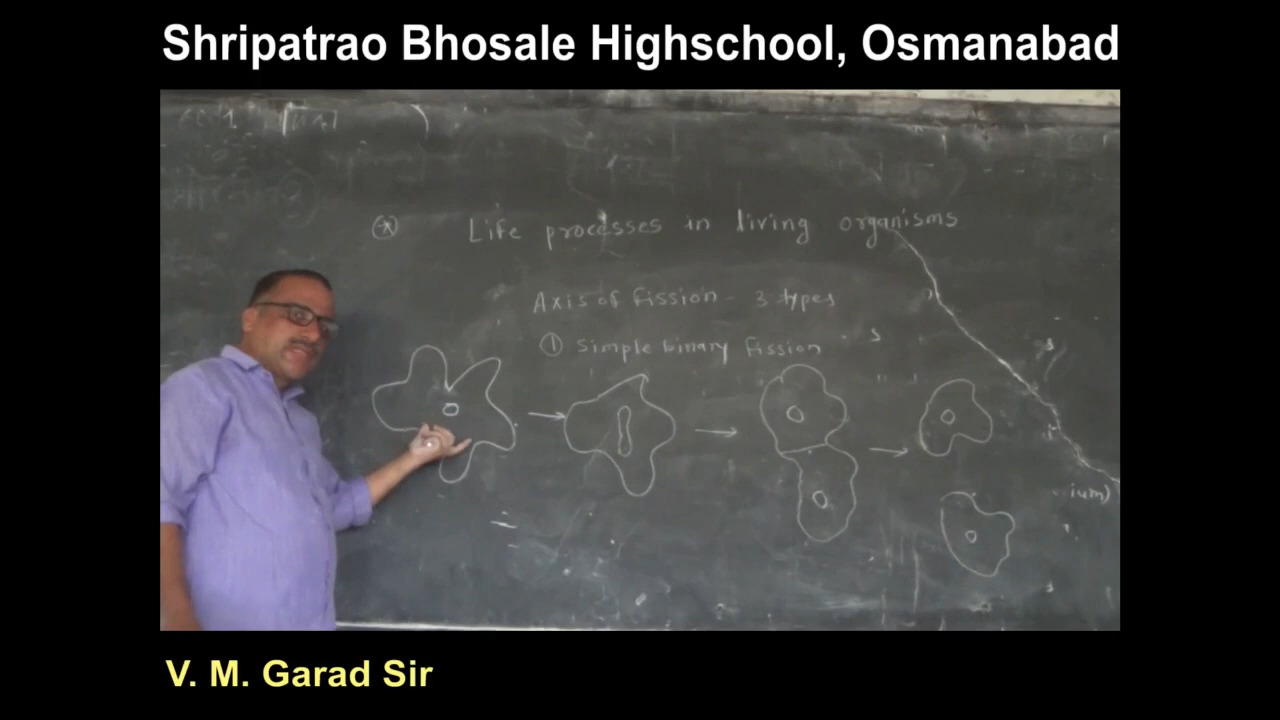 Shripatrao Bhosale Highschool, Osmanabad
Life processes in living organisms
Axis of fission - 3 types
① Simple binary fission
ium)
V. M. Garad Sir